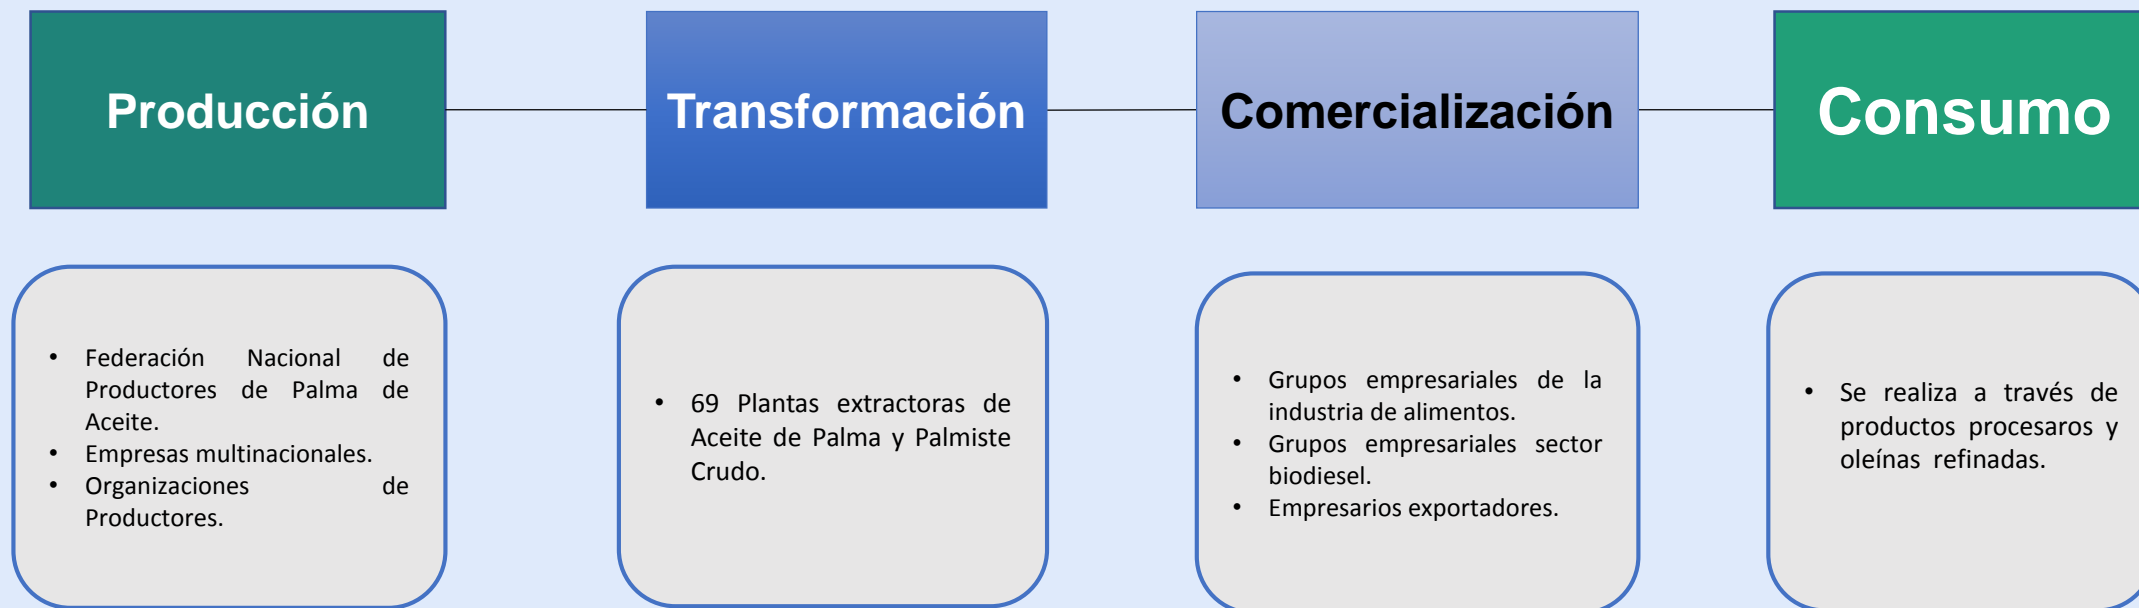 Producción
Transformación
Comercialización
Consumo
• Federación Nacional de
Productores de Palma de
Aceite.
• Empresas multinacionales.
• Organizaciones de
Productores.
• 69 Plantas extractoras de
Aceite de Palma y Palmiste
Crudo.
• Grupos empresariales de la
industria de alimentos.
• Grupos empresariales sector
biodiesel.
• Empresarios exportadores.
• Se realiza a través de
productos procesaros y
oleínas refinadas.